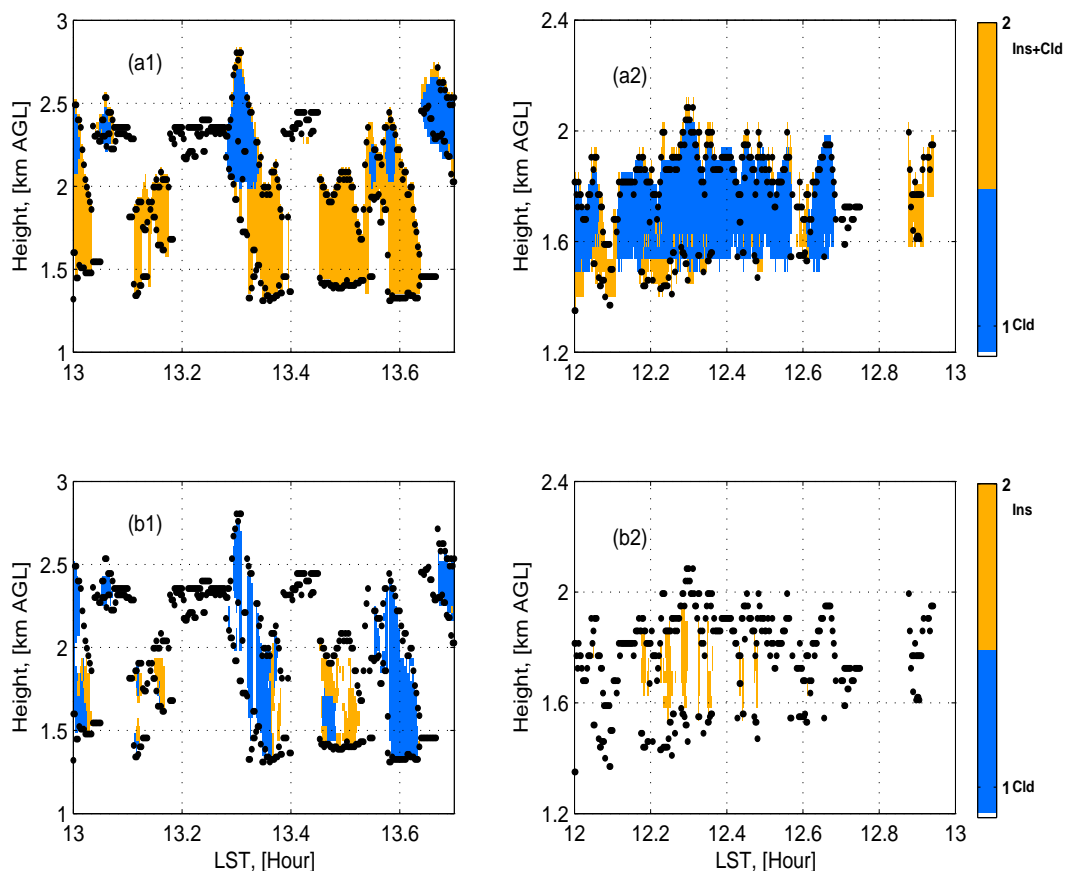 3
2.5
2
1.5
1
Height, [km AGL]
(a1)
13
13.2
13.4
13.6
2.4
2
1.6
1.2
Height, [km AGL]
(a2)
12
12.2
12.4
12.6
12.8
13
2
Ins+Cld
1 Cld
3
2.5
2
1.5
1
Height, [km AGL]
(b1)
13
13.2
13.4
13.6
LST, [Hour]
2.4
2
1.6
1.2
Height, [km AGL]
(b2)
12
12.2
12.4
12.6
12.8
13
LST, [Hour]
2
Ins
1 Cld